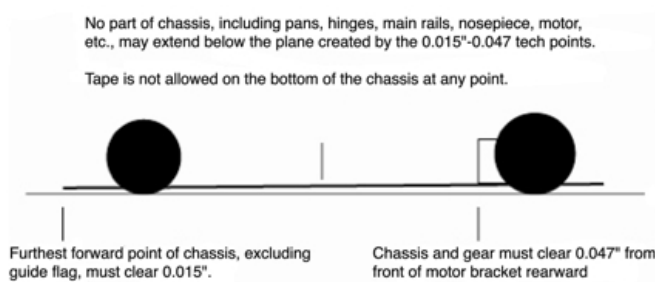 No part of chassis, including pans, hinges, main rails, nosepiece, motor,
etc., may extend below the plane created by the 0.015"-0.047 tech points.
Tape is not allowed on the bottom of the chassis at any point.
Furthest forward point of chassis, excluding
guide flag, must clear 0.015".
Chassis and gear must clear 0.047" from
front of motor bracket rearward